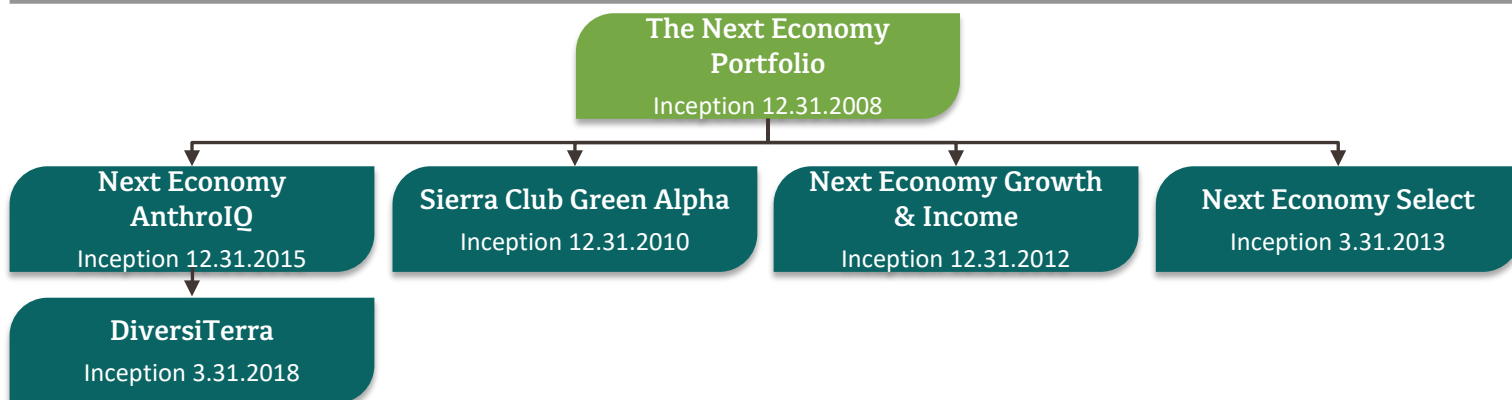 The Next Economy
Portfolio
Inception 12.31.2008
Next Economy
AnthroIQ
Inception 12.31.2015
Sierra Club Green Alpha
Inception 12.31.2010
Next Economy Growth
& Income
Inception 12.31.2012
Next Economy Select
Inception 3.31.2013
DiversiTerra
Inception 3.31.2018